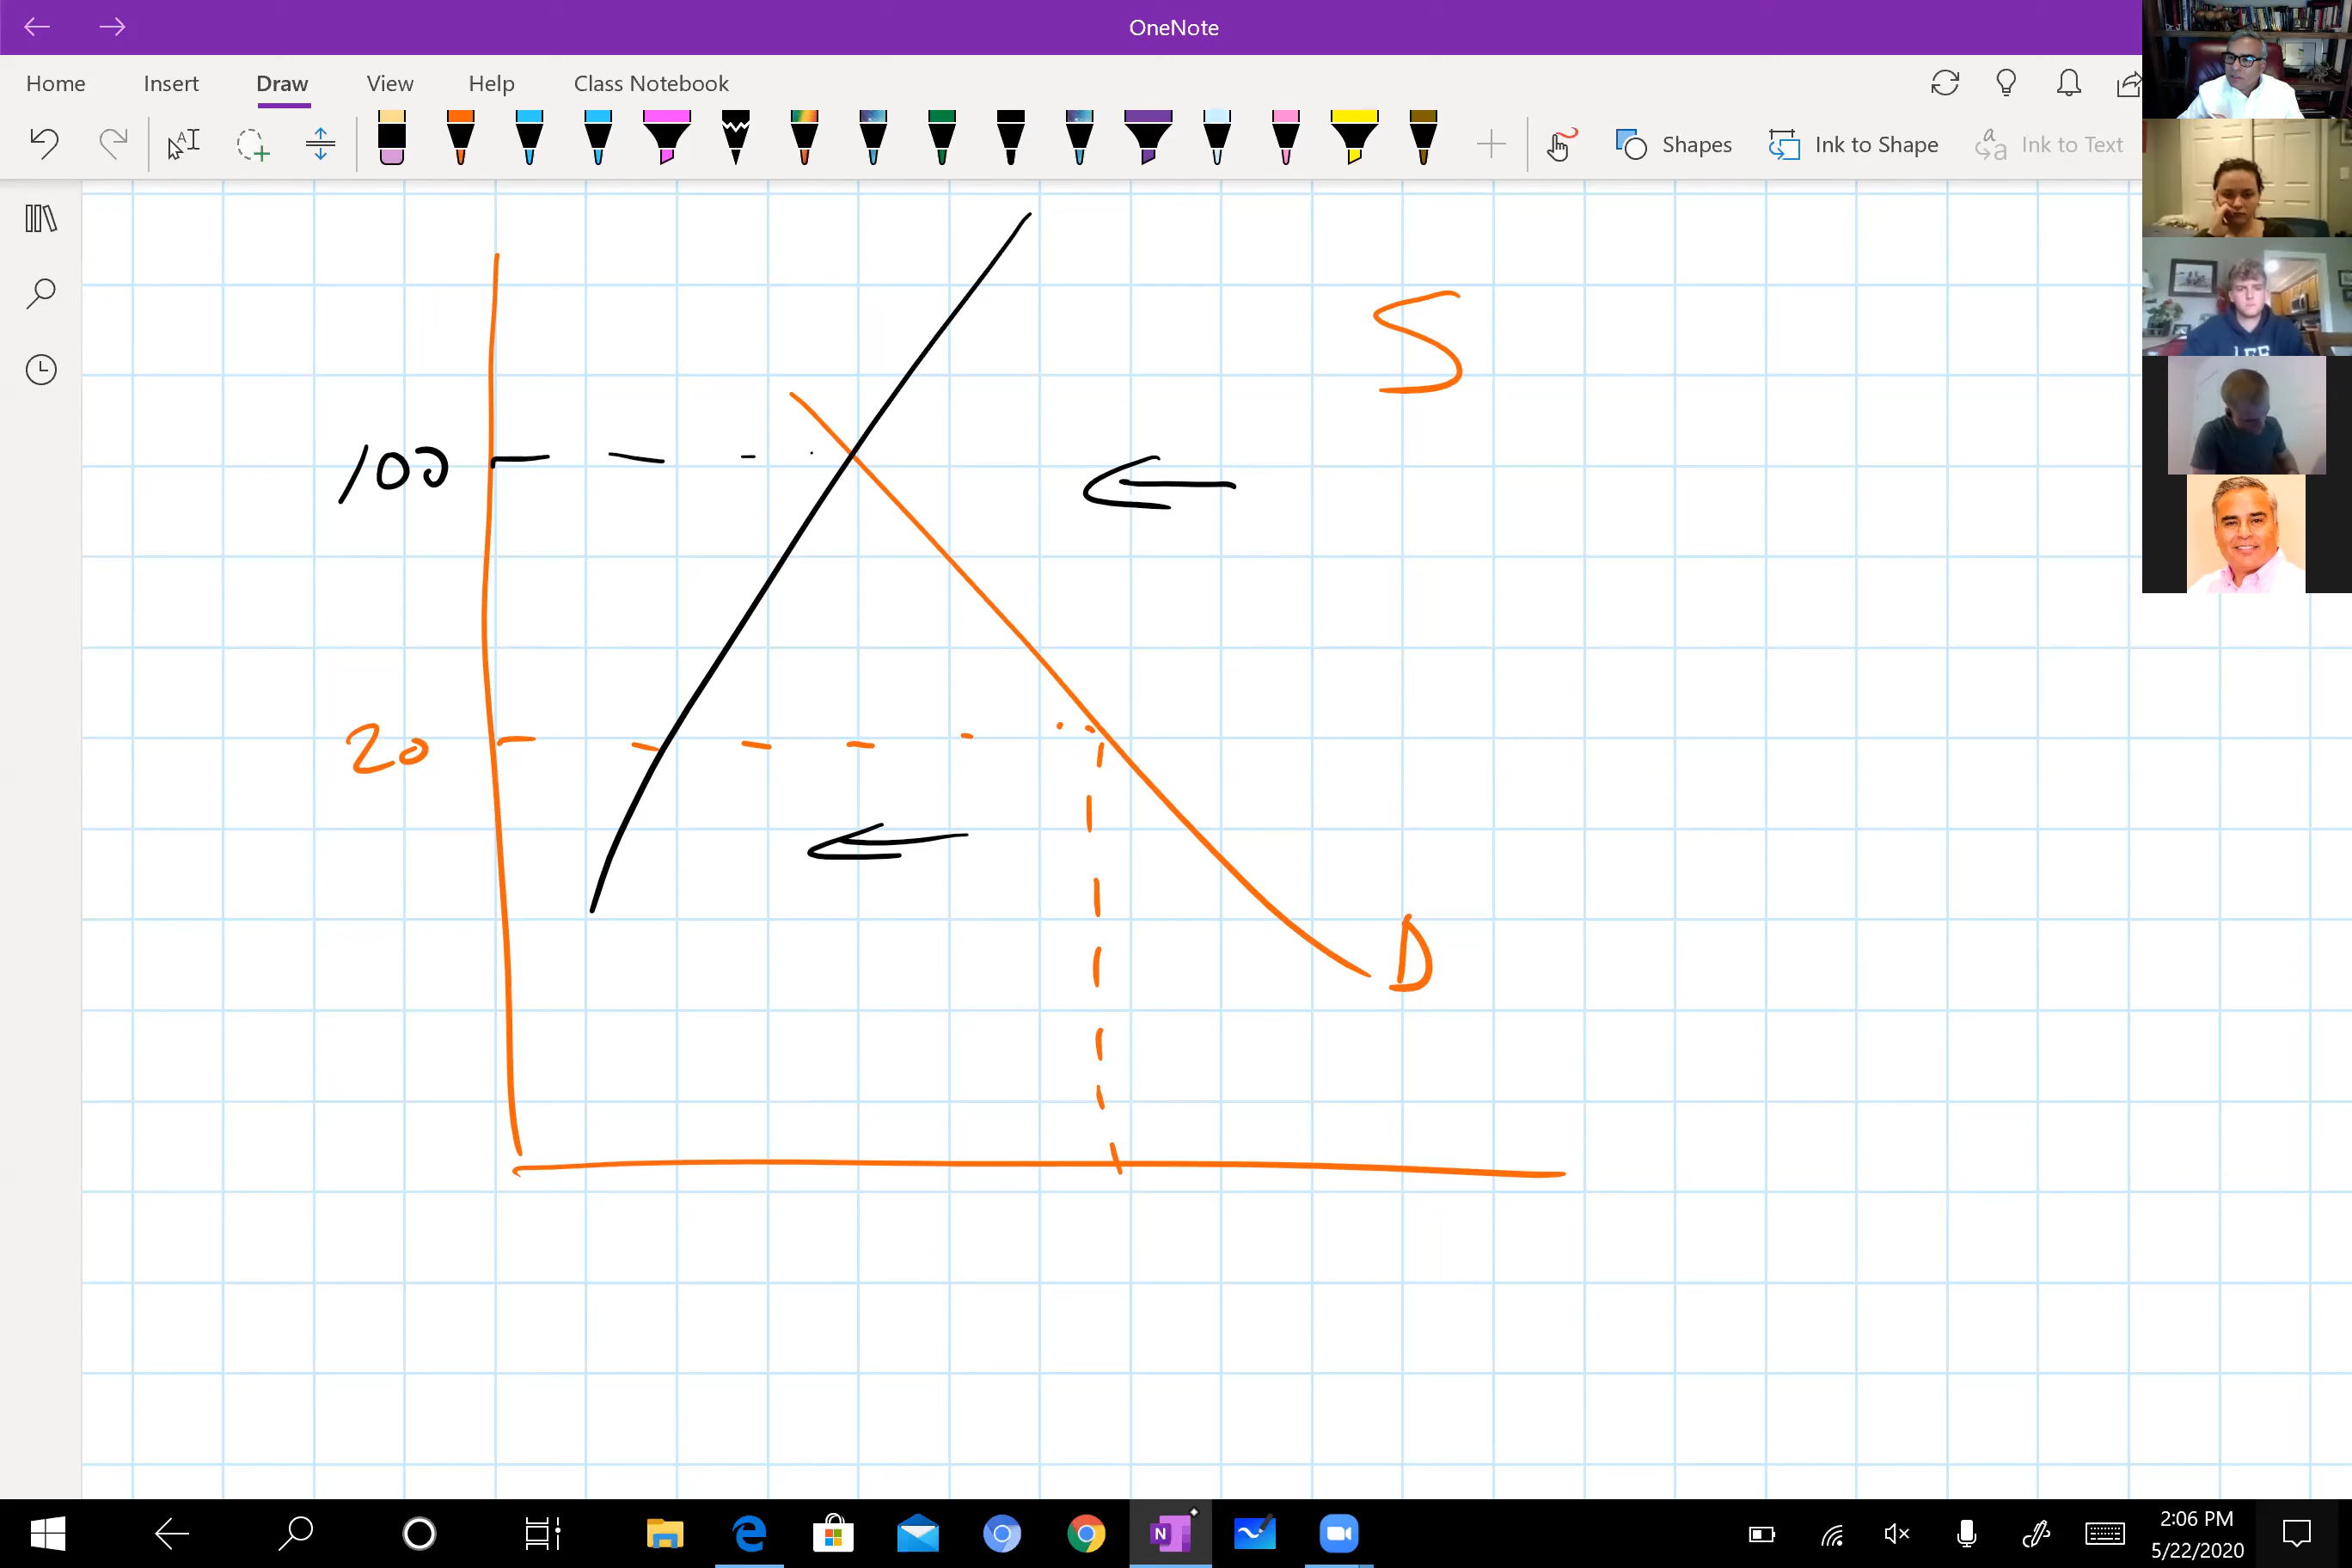 OneNote
Home Insert Draw View Help Class Notebook
Shapes Ink to Shape Ink to Text
S
100
20
D
2:06 PM
5/22/2020